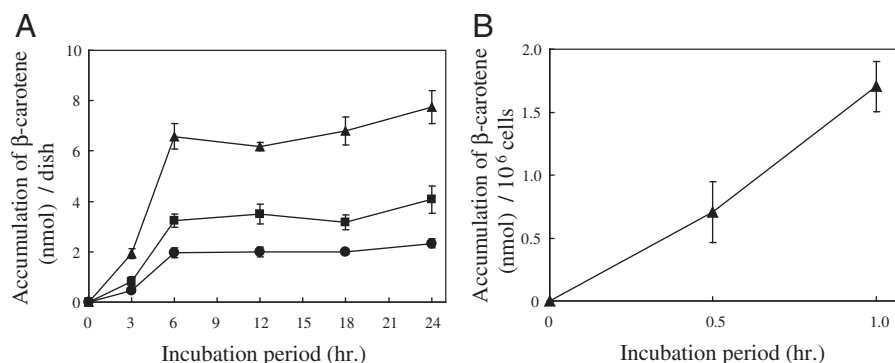 A
Accumulation of β-carotene
(nmol) / dish
10
8
6
4
2
0
0 3 6 9 12 15 18 21 24
Incubation period (hr.)
B
Accumulation of β-carotene
(nmol) / 10⁶ cells
2.0
1.5
1.0
0.5
0
0 0.5 1.0
Incubation period (hr.)